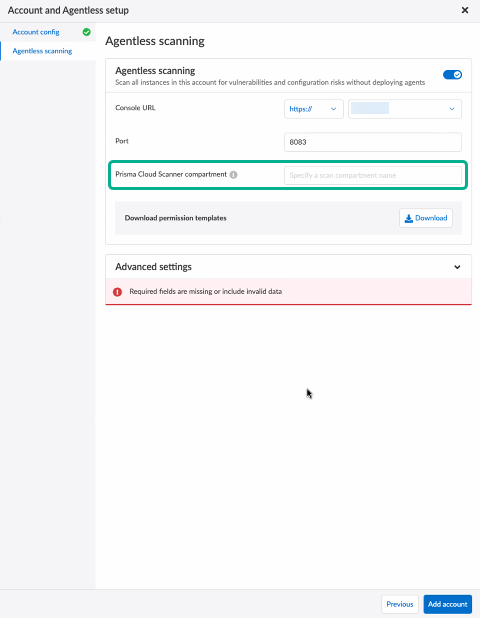 Account and Agentless setup
Account config
Agentless scanning
Agentless scanning
Agentless scanning
Scan all instances in this account for vulnerabilities and configuration risks without deploying agents
Console URL
https://
Port
8083
Prisma Cloud Scanner compartment
Specify a scan compartment name
Download permission templates
Download
Advanced settings
Required fields are missing or include invalid data
Previous
Add account